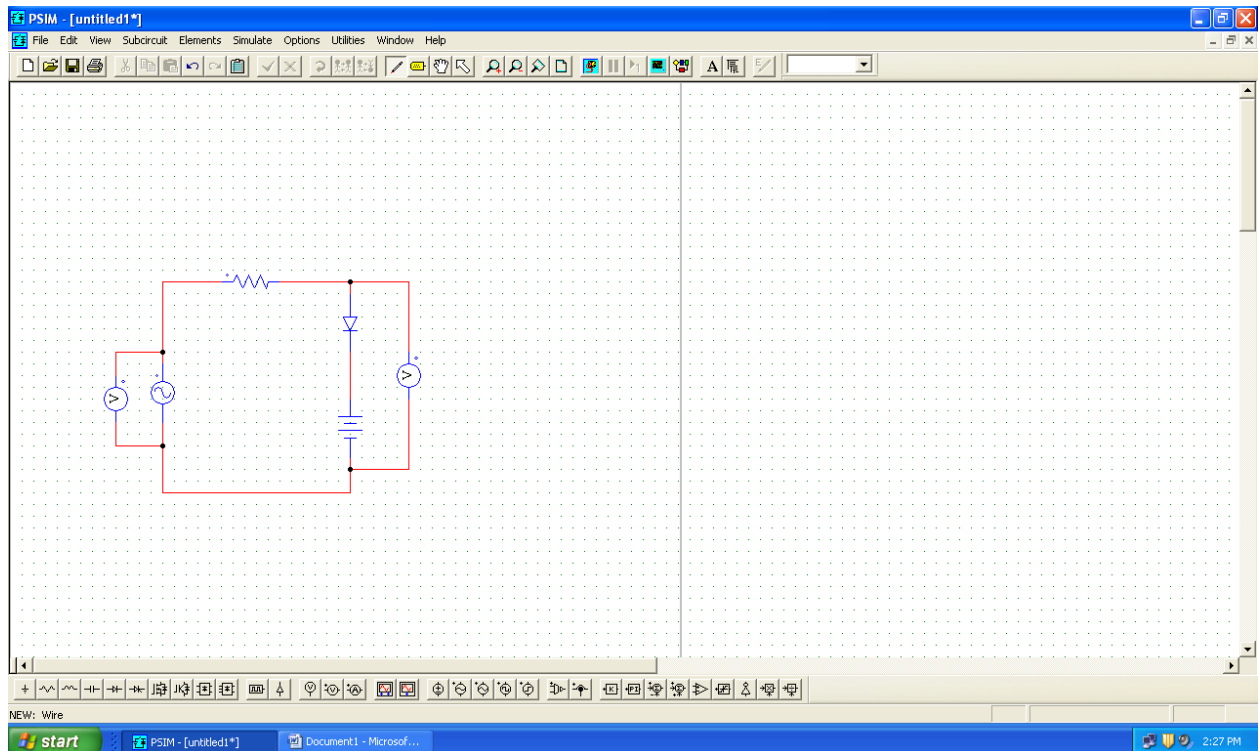 PSIM - [untitled1*]
File Edit View Subcircuit Elements Simulate Options Utilities Window Help
A
V
V
NEW: Wire
start PSIM - [untitled1*] Document1 - Microsof... 2:27 PM